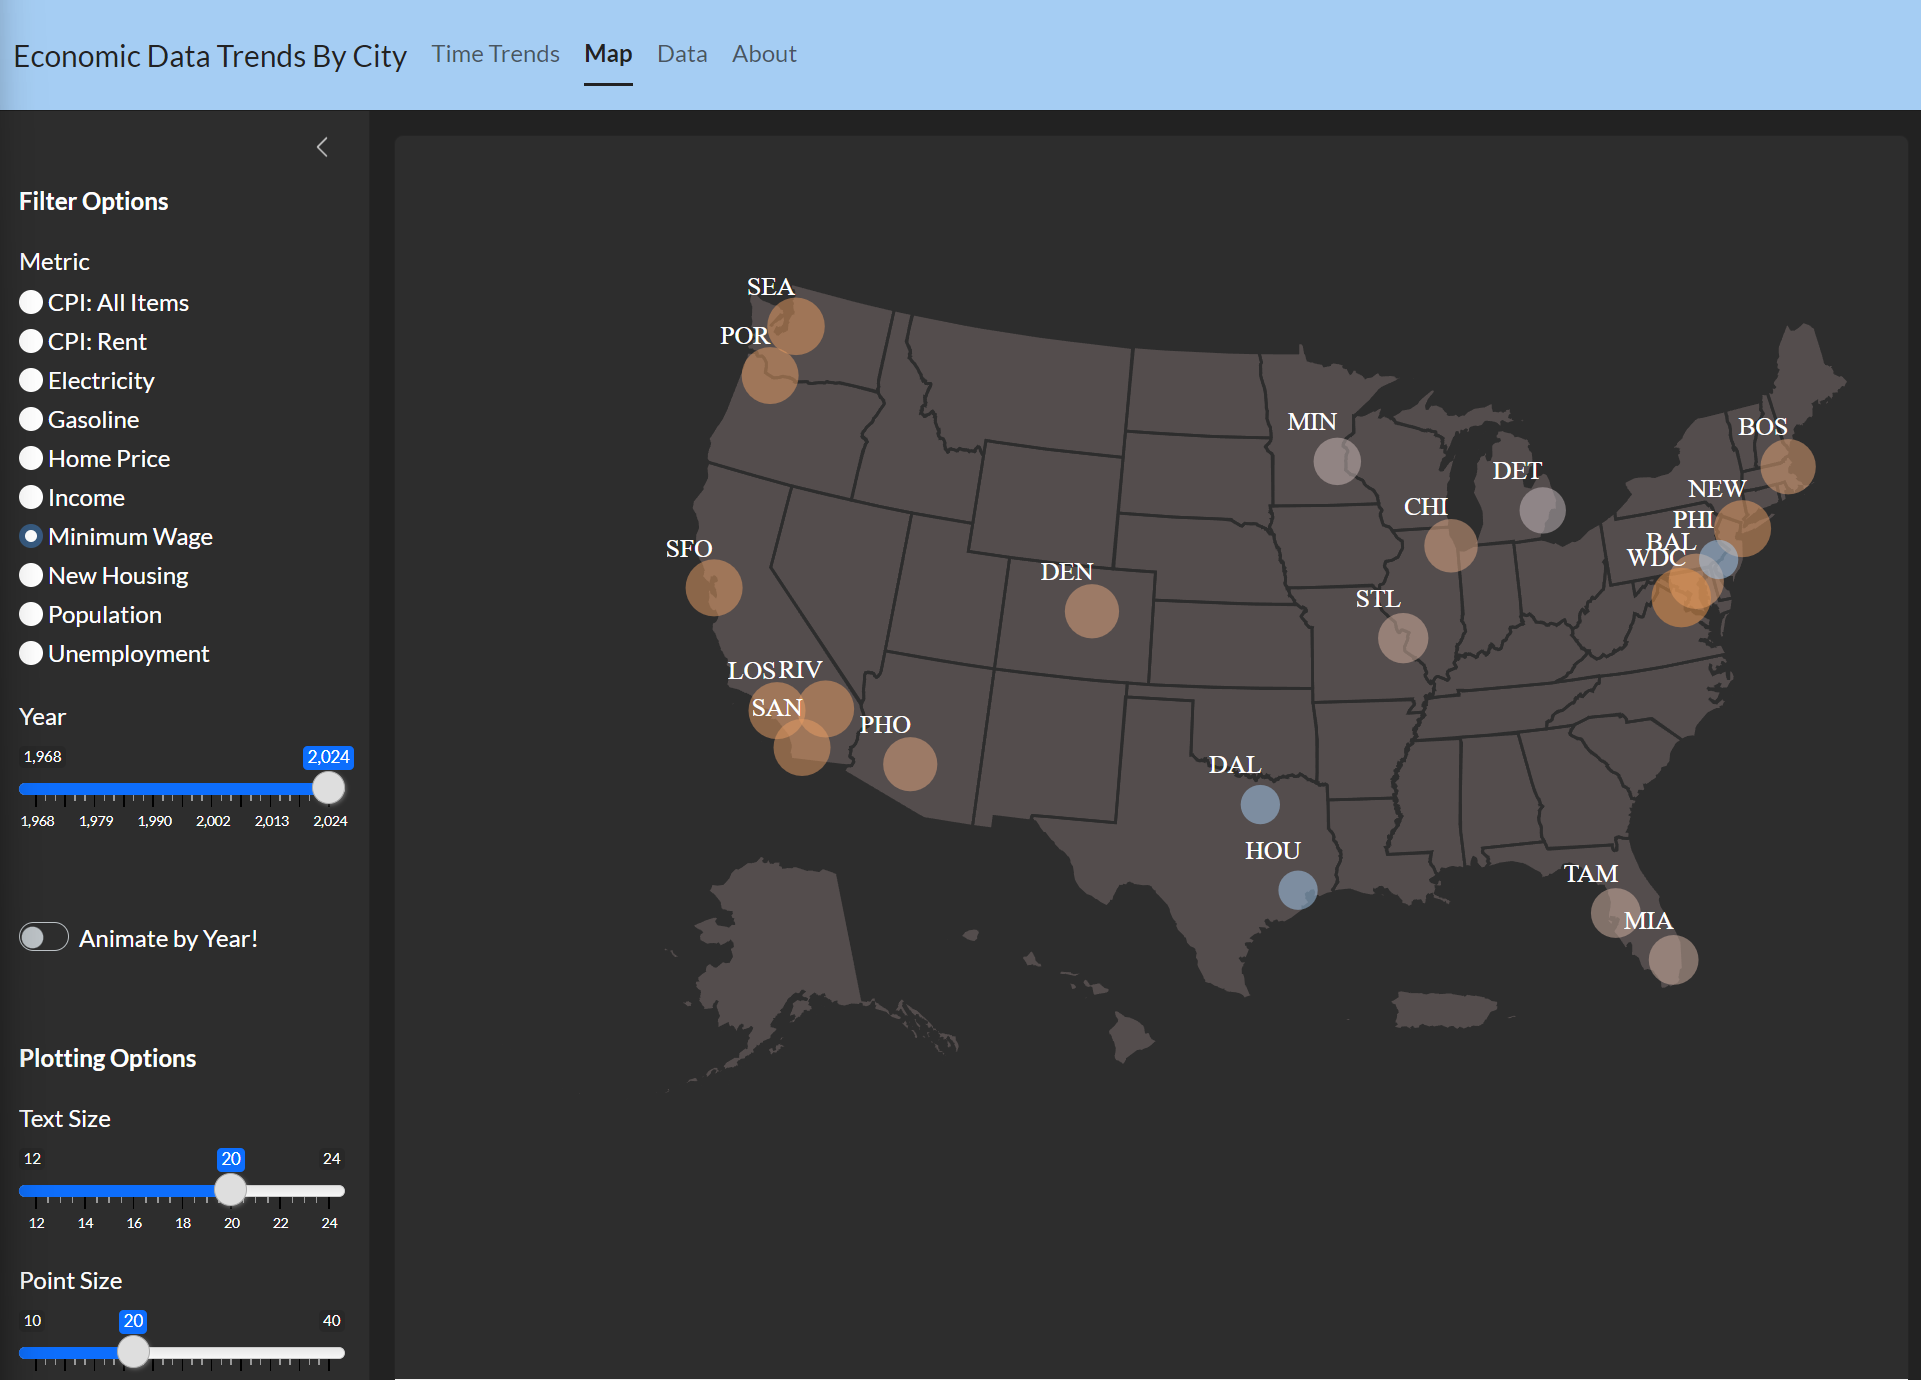 Economic Data Trends By City Time Trends Map Data About
Filter Options
Metric
CPI: All Items
CPI: Rent
Electricity
Gasoline
Home Price
Income
Minimum Wage
New Housing
Population
Unemployment
Year
1,968 2,024
1,968 1,979 1,990 2,002 2,013 2,024
Animate by Year!
Plotting Options
Text Size
12 20 24
12 14 16 18 20 22 24
Point Size
10 20 40
SEA
POR
MIN
BOS
DET
NEW
CHI
PHI
BAL
SFO
WDC
DEN
STL
LOS RIV
SAN
PHO
DAL
HOU
TAM
MIA